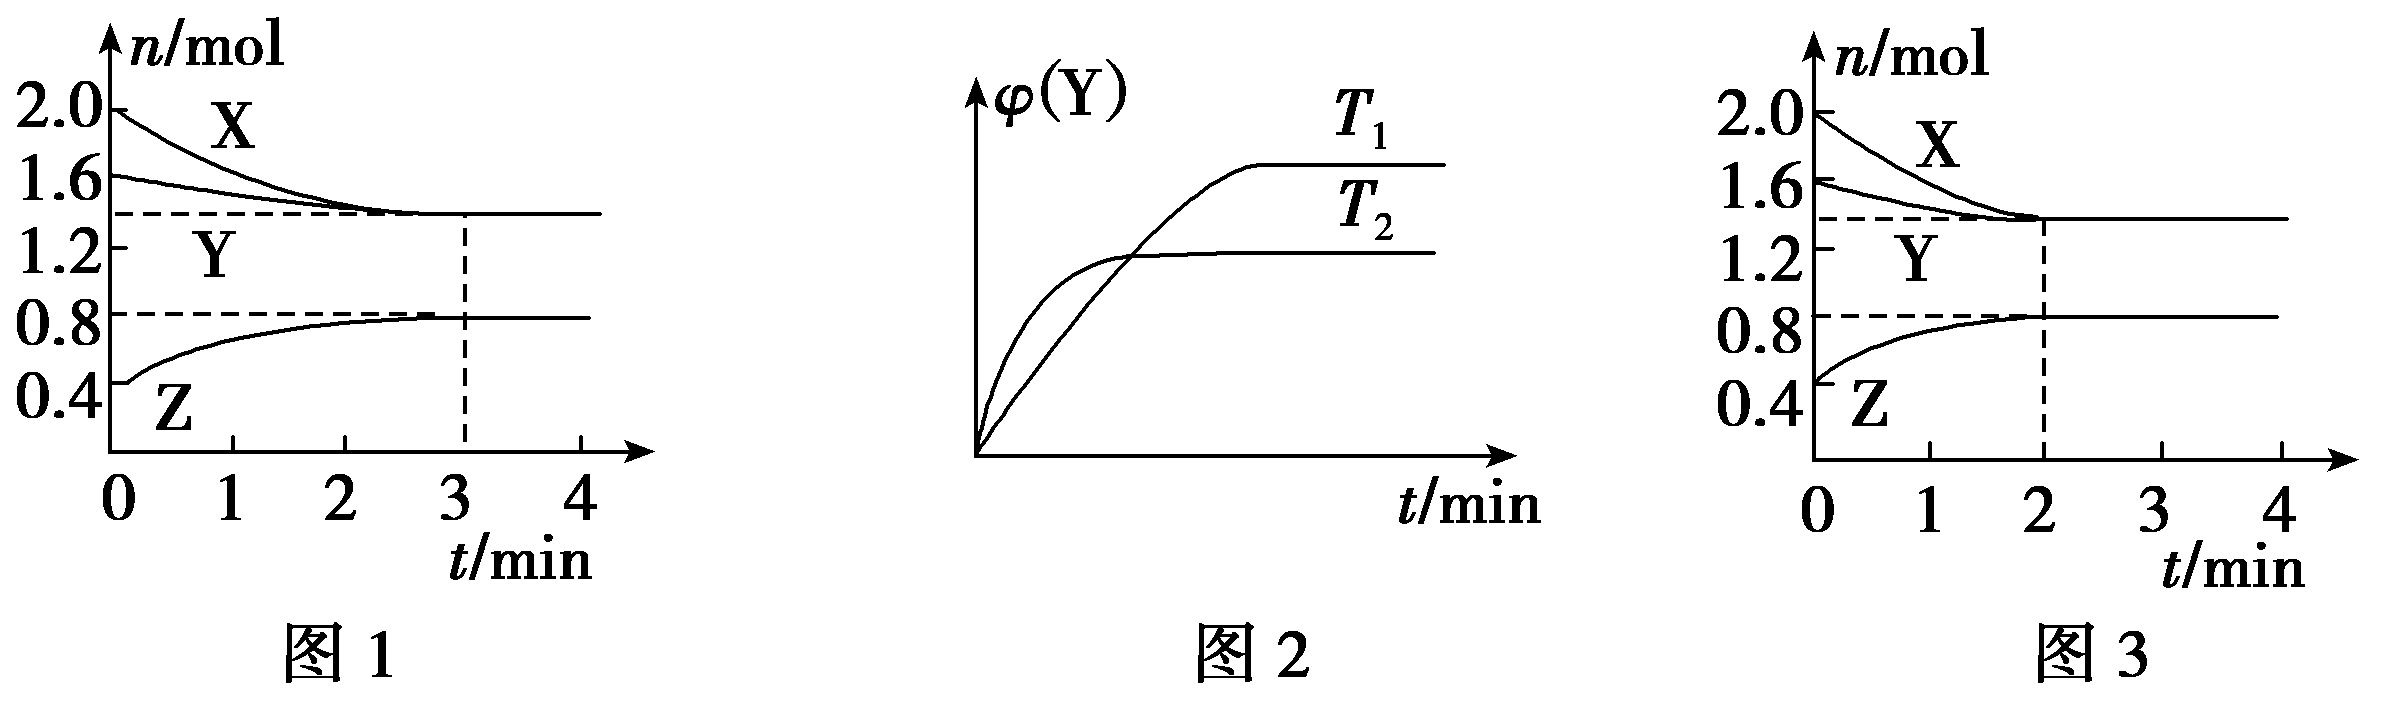 n/mol
2.0
1.6
1.2
0.8
0.4
X
Y
Z
0 1 2 3 4
t/min
图 1
φ(Y)
T₁
T₂
t/min
图 2
n/mol
2.0
1.6
1.2
0.8
0.4
X
Y
Z
0 1 2 3 4
t/min
图 3